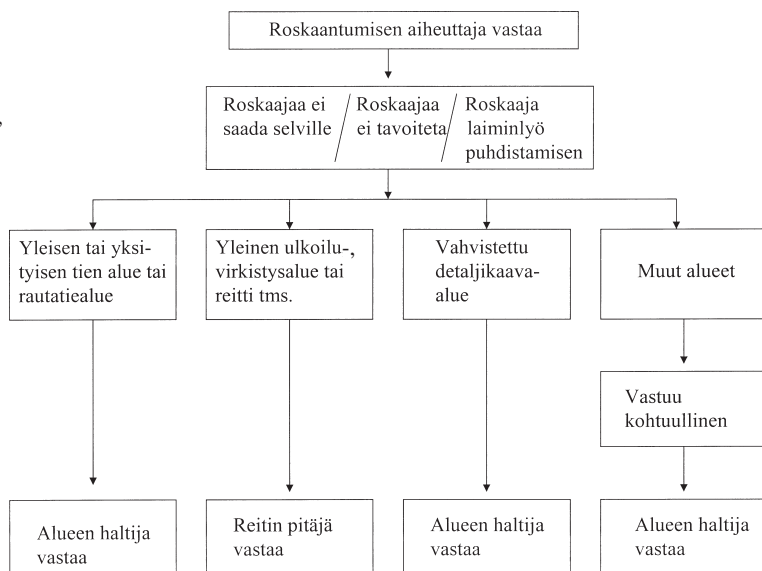 Roskaantumisen aiheuttaja vastaa
,
Roskaajaa ei
saada selville
Roskaajaa
ei tavoiteta
Roskaaja
laiminlyö
puhdistamisen
Yleisen tai yksi-
tyisen tien alue tai
rautatiealue
Yleinen ulkoilu-,
virkistysalue tai
reitti tms.
Vahvistettu
detaljikaava-
alue
Muut alueet
Vastuu
kohtuullinen
Alueen haltija
vastaa
Reitin pitäjä
vastaa
Alueen haltija
vastaa
Alueen haltija
vastaa